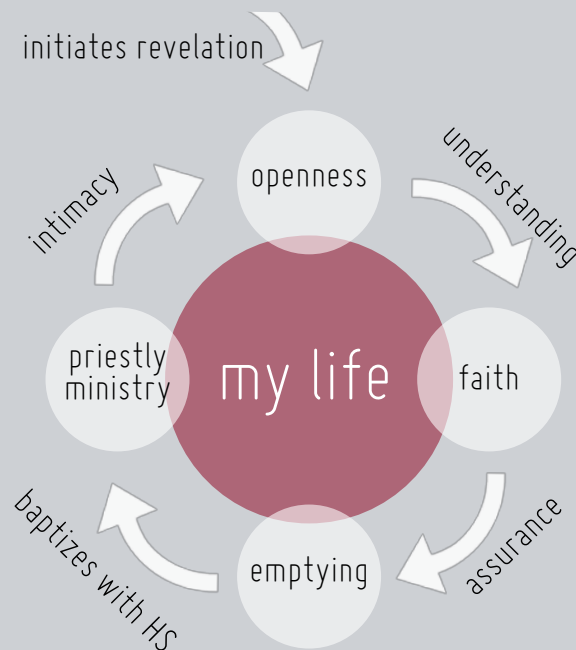 initiates revelation
openness
understanding
intimacy
my life
priestly
ministry
faith
emptying
assurance
baptizes with HS